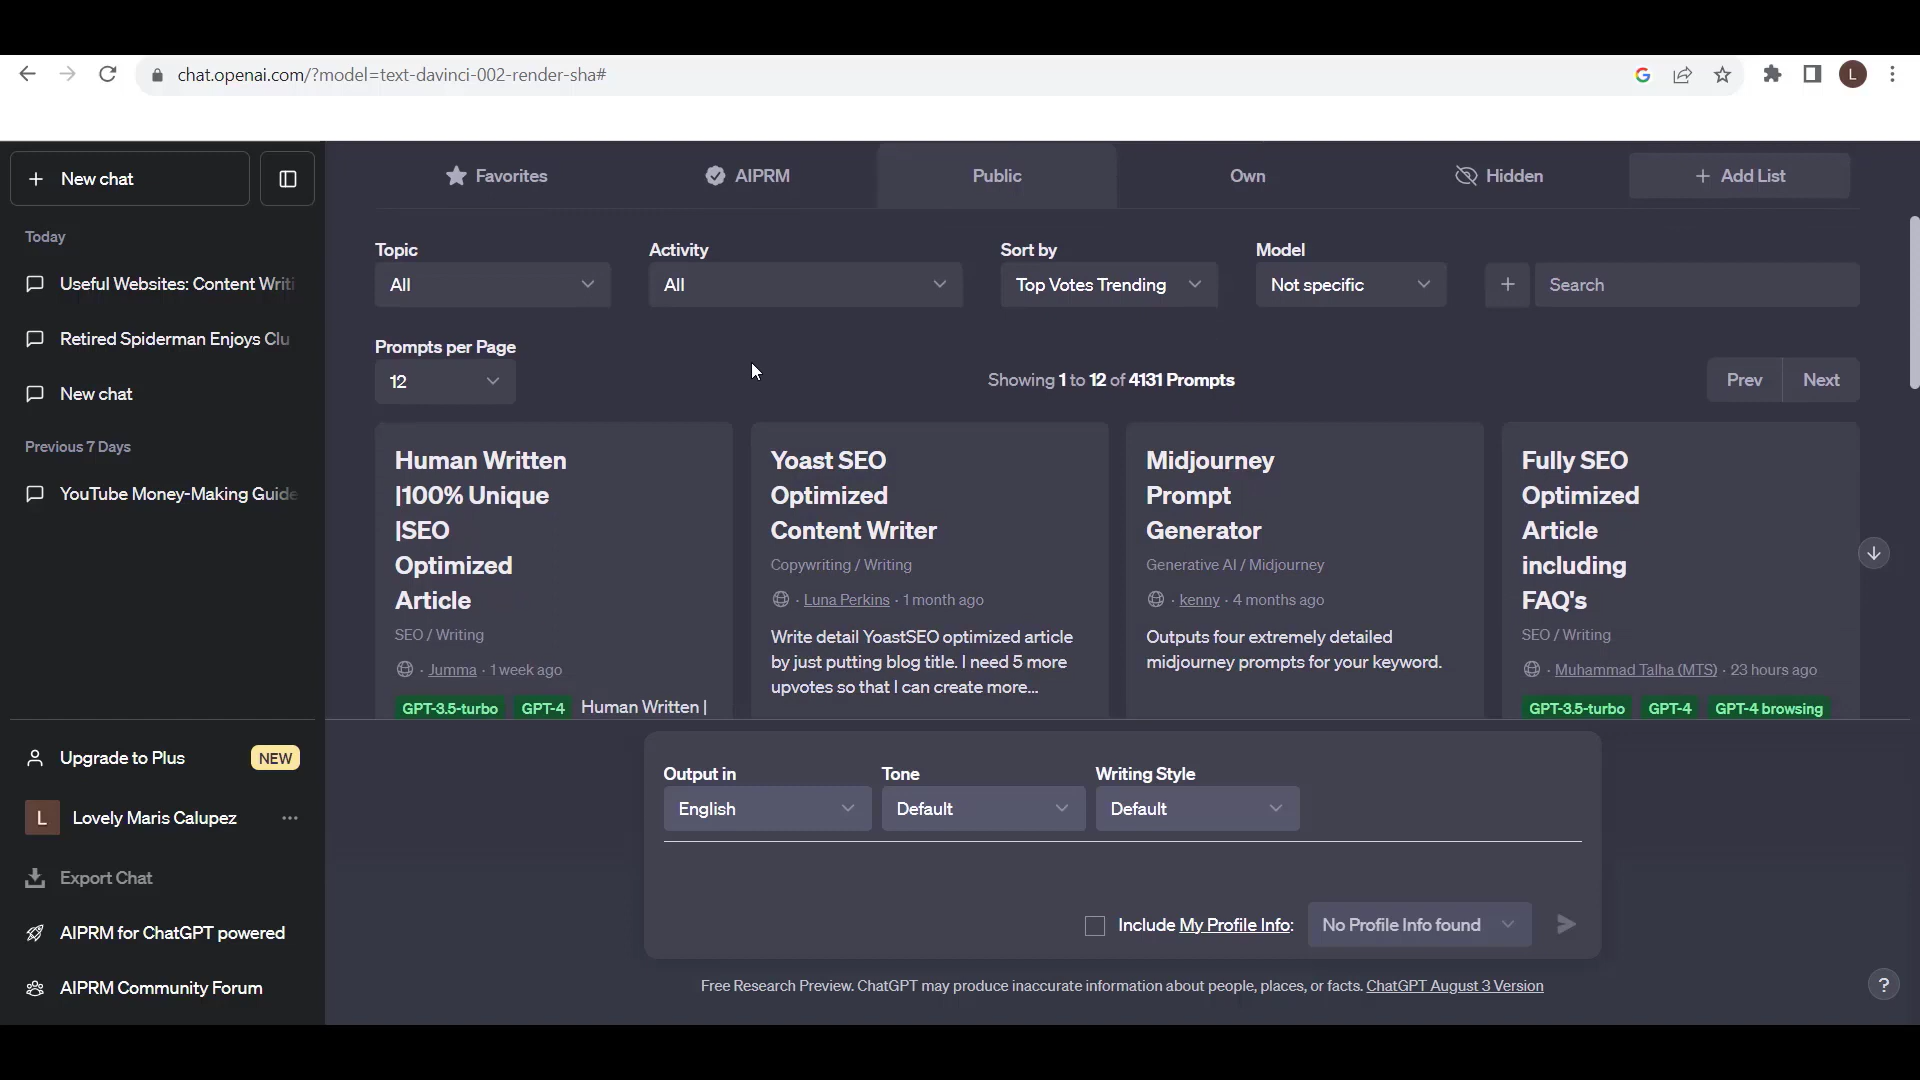 chat.openai.com/?model=text-davinci-002-render-sha#
L
New chat
Today
Useful Websites: Content Writi
Retired Spiderman Enjoys Clu
New chat
Previous 7 Days
YouTube Money-Making Guide
Upgrade to Plus NEW
L Lovely Maris Calupez
Export Chat
AIPRM for ChatGPT powered
AIPRM Community Forum
Favorites AIPRM Public Own Hidden + Add List
Topic Activity Sort by Model
All All Top Votes Trending Not specific + Search
Prompts per Page
12 Showing 1 to 12 of 4131 Prompts Prev Next
Human Written
|100% Unique
|SEO
Optimized
Article
SEO / Writing
· Jumma · 1 week ago
GPT-3.5-turbo GPT-4 Human Written |
Yoast SEO
Optimized
Content Writer
Copywriting / Writing
· Luna Perkins · 1 month ago
Write detail YoastSEO optimized article
by just putting blog title. I need 5 more
upvotes so that I can create more...
Midjourney
Prompt
Generator
Generative AI / Midjourney
· kenny · 4 months ago
Outputs four extremely detailed
midjourney prompts for your keyword.
Fully SEO
Optimized
Article
including
FAQ's
SEO / Writing
· Muhammad Talha (MTS) · 23 hours ago
GPT-3.5-turbo GPT-4 GPT-4 browsing
Output in Tone Writing Style
English Default Default
Include My Profile Info: No Profile Info found
Free Research Preview. ChatGPT may produce inaccurate information about people, places, or facts. ChatGPT August 3 Version
?